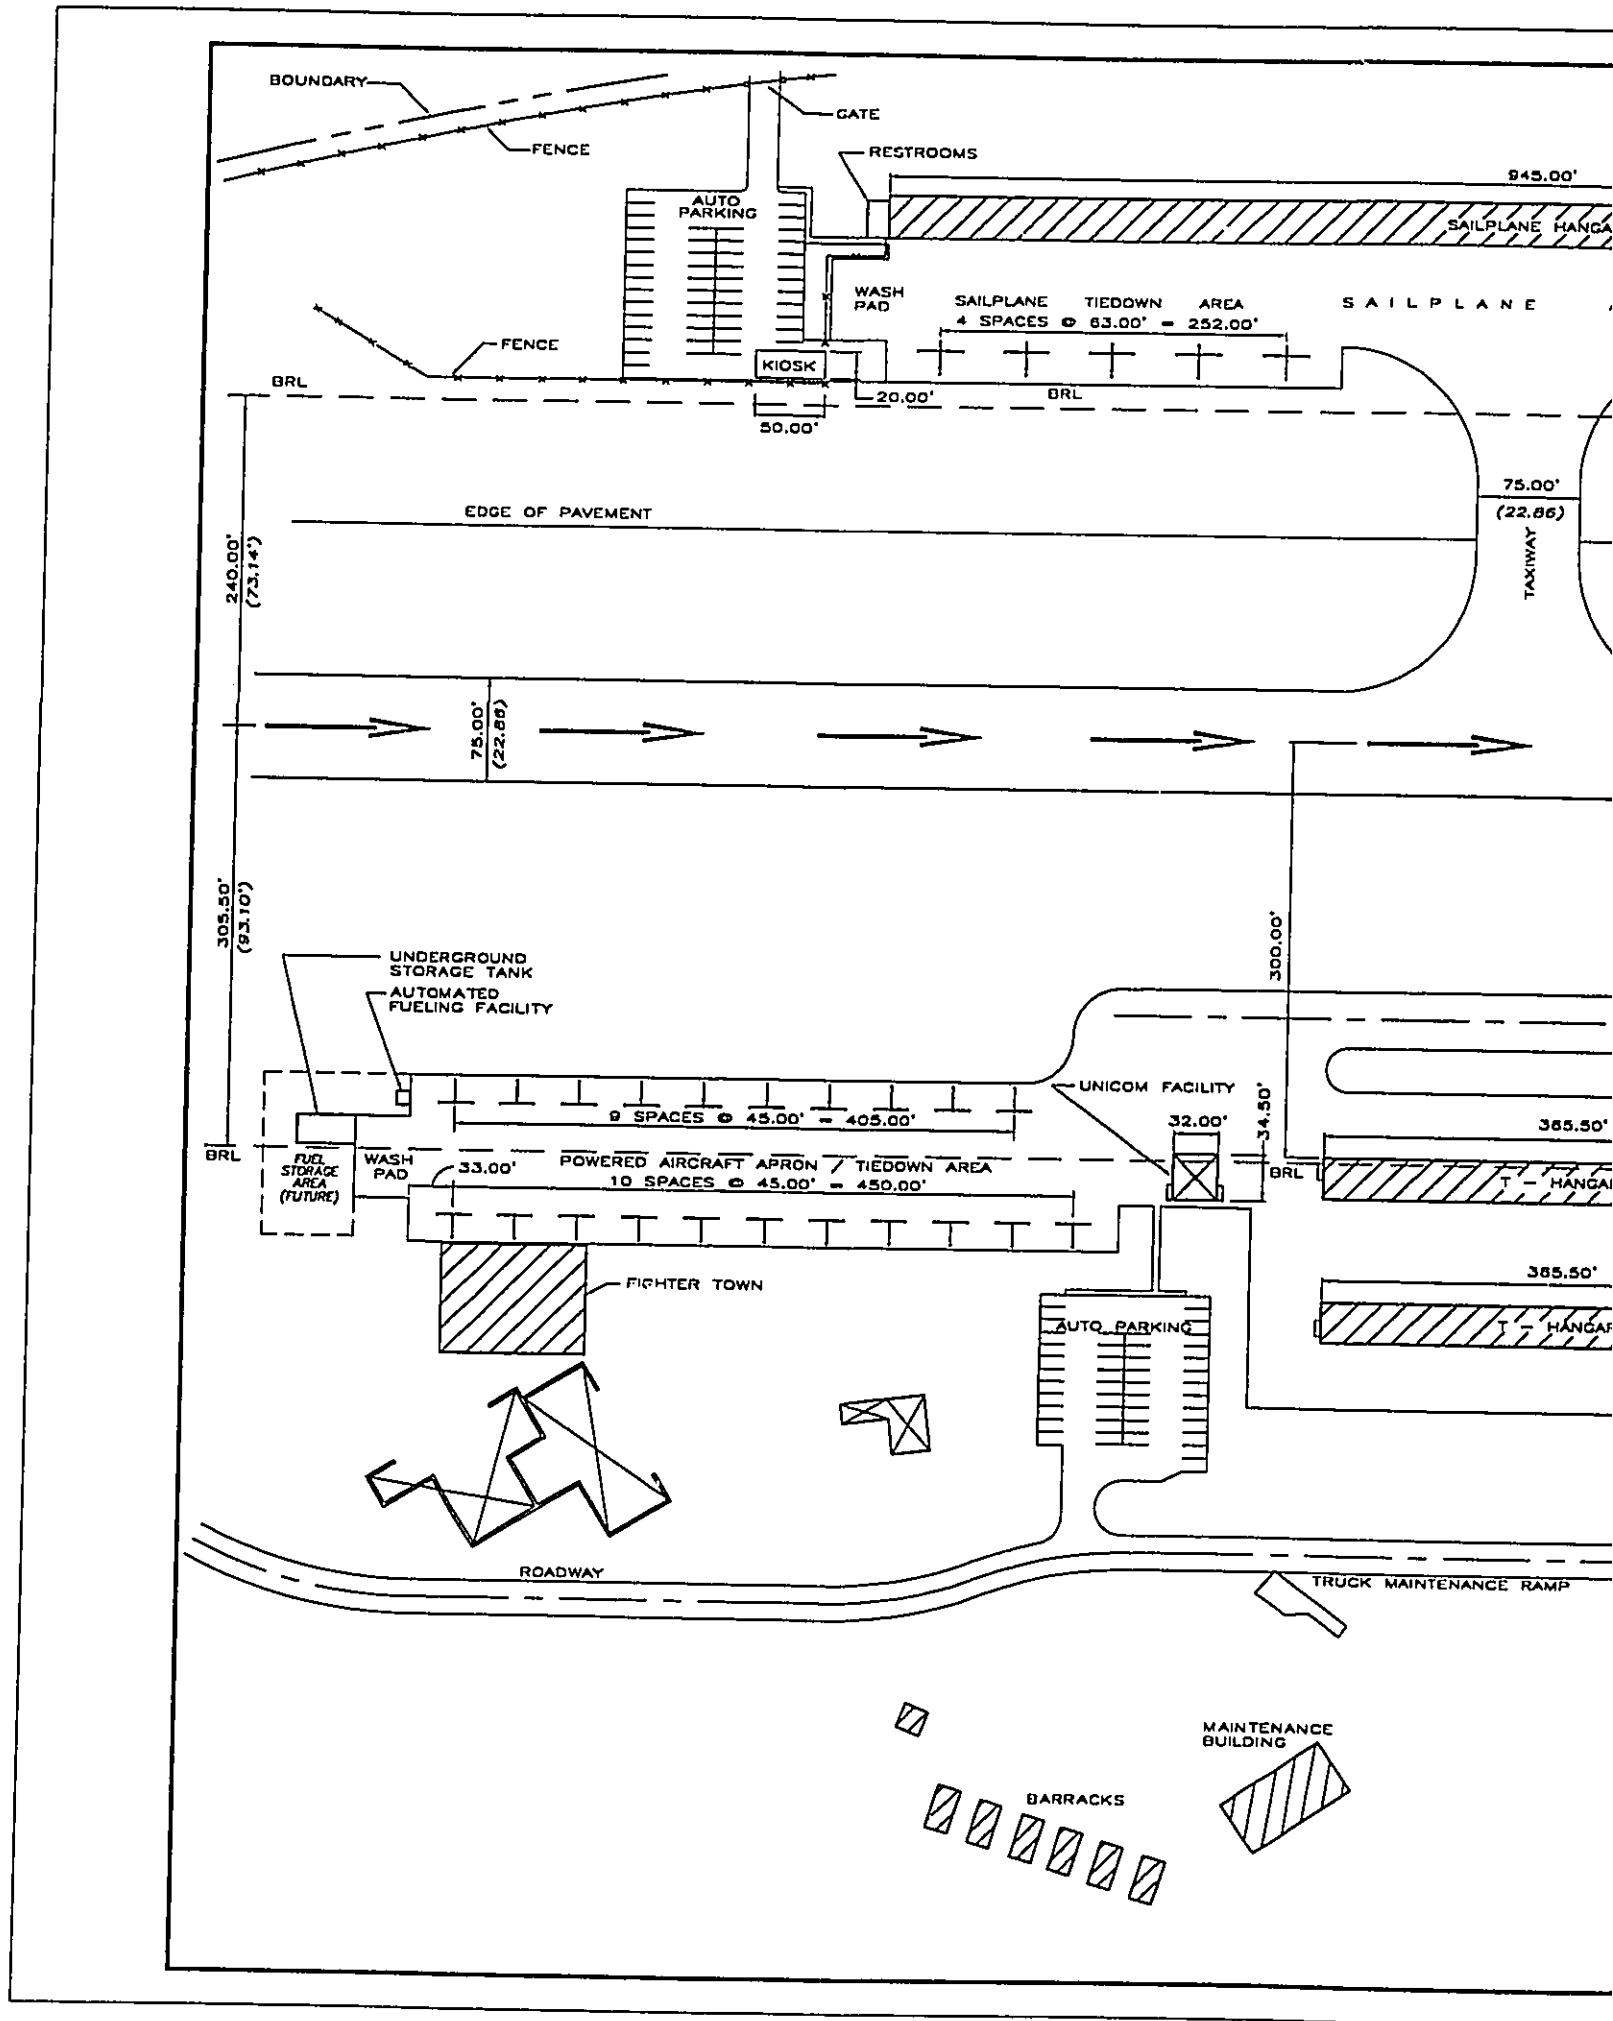 BOUNDARY
GATE
FENCE
RESTROOMS
945.00'
AUTO
PARKING
SAILPLANE HANGA
WASH
PAD
SAILPLANE TIEDOWN AREA
4 SPACES @ 63.00' = 252.00'
SAILPLANE
FENCE
KIOSK
BRL
20.00'
BRL
50.00'
75.00'
(22.86)
TAXIWAY
EDGE OF PAVEMENT
240.00'
(73.14')
75.00'
(22.86)
305.50'
(93.10')
300.00'
UNDERGROUND
STORAGE TANK
AUTOMATED
FUELING FACILITY
UNICOM FACILITY
9 SPACES @ 45.00' = 405.00'
32.00'
34.50'
365.50'
BRL
FUEL
STORAGE
AREA
(FUTURE)
WASH
PAD
33.00'
POWERED AIRCRAFT APRON / TIEDOWN AREA
10 SPACES @ 45.00' = 450.00'
BRL
T - HANGAR
FIGHTER TOWN
365.50'
AUTO PARKING
T - HANGAR
ROADWAY
TRUCK MAINTENANCE RAMP
MAINTENANCE
BUILDING
BARRACKS